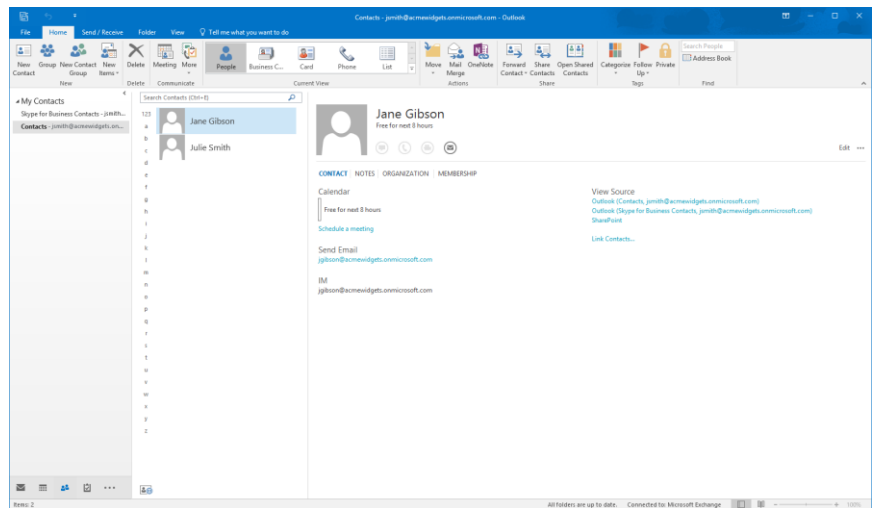 Contacts - jsmith@acmewidgets.onmicrosoft.com - Outlook
File Home Send / Receive Folder View Tell me what you want to do
New Contact
Group
New Contact Group
New Items
Delete
Meeting
More
People
Business C...
Card
Phone
List
Move
Mail Merge
OneNote
Forward Contact
Share Contacts
Open Shared Contacts
Categorize
Follow Up
Private
Search People
Address Book
New Delete Communicate Current View Actions Share Tags Find
My Contacts
Skype for Business Contacts - jsmith...
Contacts - jsmith@acmewidgets.on...
Search Contacts (Ctrl+E)
123
a
b
c
d
e
f
g
h
i
j
k
l
m
n
o
p
q
r
s
t
u
v
w
x
y
z
Jane Gibson
Julie Smith
Jane Gibson
Free for next 8 hours
Edit
CONTACT NOTES ORGANIZATION MEMBERSHIP
Calendar
Free for next 8 hours
Schedule a meeting
Send Email
jgibson@acmewidgets.onmicrosoft.com
IM
jgibson@acmewidgets.onmicrosoft.com
View Source
Outlook (Contacts, jsmith@acmewidgets.onmicrosoft.com)
Outlook (Skype for Business Contacts, jsmith@acmewidgets.onmicrosoft.com)
SharePoint
Link Contacts...
Items: 2
All folders are up to date. Connected to: Microsoft Exchange
100%